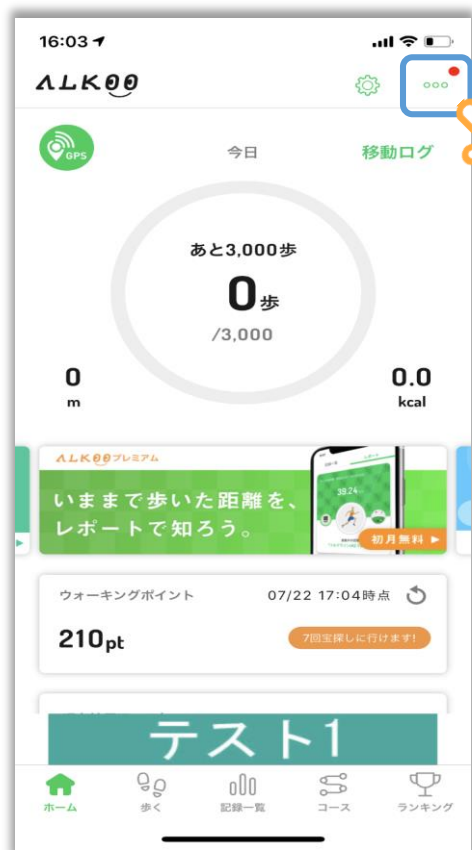 16:03
ALKOO
GPS
今日
移動ログ
あと3,000歩
0歩
/3,000
0
m
0.0
kcal
ALKOOプレミアム
いままで歩いた距離を、
レポートで知ろう。
39.24
初月無料
ウォーキングポイント
07/22 17:04時点
210pt
7回宝探しに行けます!
テスト1
ホーム
歩く
記録一覧
コース
ランキング